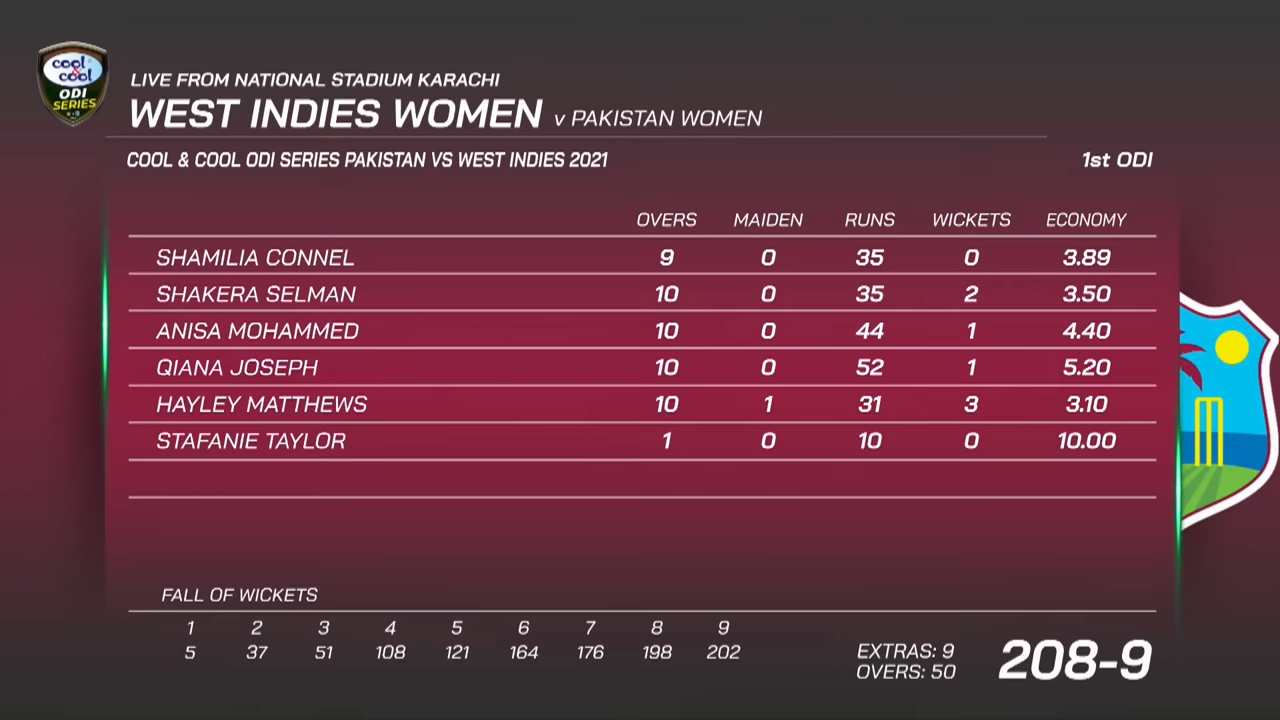 cool
&
cool
ODI
SERIES
LIVE FROM NATIONAL STADIUM KARACHI
WEST INDIES WOMEN v PAKISTAN WOMEN
COOL & COOL ODI SERIES PAKISTAN VS WEST INDIES 2021 1st ODI
OVERS MAIDEN RUNS WICKETS ECONOMY
SHAMILIA CONNEL 9 0 35 0 3.89
SHAKERA SELMAN 10 0 35 2 3.50
ANISA MOHAMMED 10 0 44 1 4.40
QIANA JOSEPH 10 0 52 1 5.20
HAYLEY MATTHEWS 10 1 31 3 3.10
STAFANIE TAYLOR 1 0 10 0 10.00
FALL OF WICKETS
1 2 3 4 5 6 7 8 9
5 37 51 108 121 164 176 198 202
EXTRAS: 9
OVERS: 50
208-9